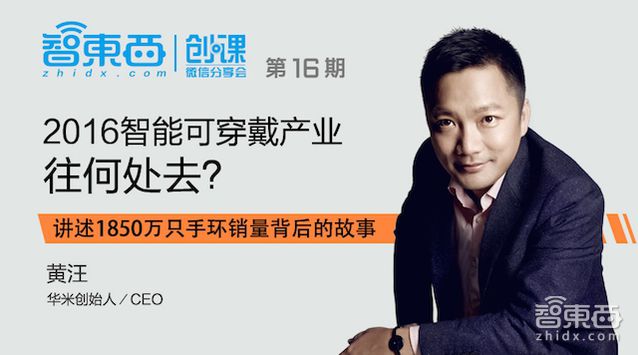 智東西
zhidx.com
创课
微信分享会
第16期
2016智能可穿戴产业
往何处去?
讲述1850万只手环销量背后的故事
黄汪
华米创始人/CEO
智東西
zhidx.com